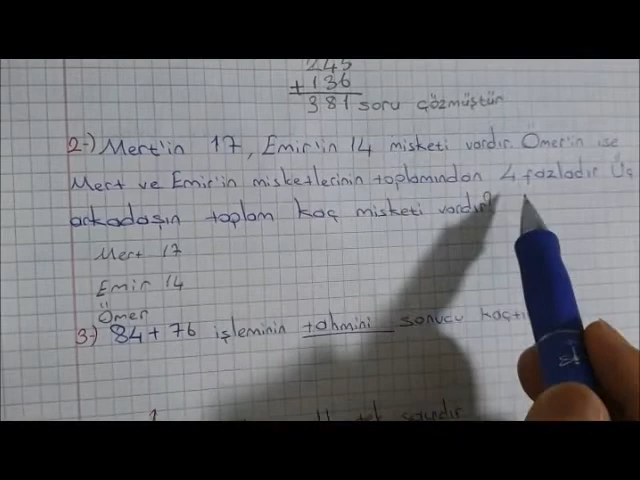 245
+136
381 soru çözmüştür
2-) Mert'in 17, Emir'in 14 misketi vardır. Ömer'in ise
Mert ve Emir'in misketlerinin toplamından 4 fazladır. Üç
arkadaşın toplam kaç misketi vardır?
Mert 17
Emir 14
Ömer
3-) 84+76 işleminin tahmini sonucu